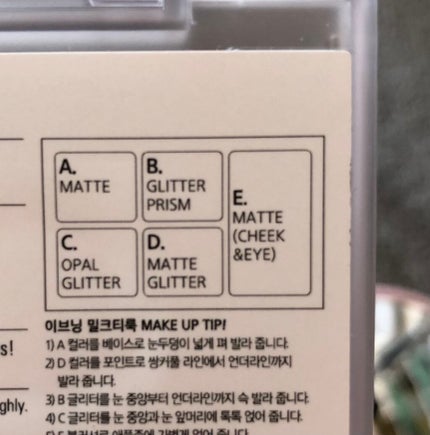 A.
MATTE
B.
GLITTER
PRISM
C.
OPAL
GLITTER
D.
MATTE
GLITTER
E.
MATTE
(CHEEK
&EYE)
이브닝 밀크티룩 MAKE UP TIP!
1) A 컬러를 베이스로 눈두덩이 넓게 펴 발라 줍니다.
2) D 컬러를 포인트로 쌍커풀 라인에서 언더라인까지
발라 줍니다.
3) B 글리터를 눈 중앙부터 언더라인까지 슥 발라 줍니다.
4) C 글리터를 눈 중앙과 눈 앞머리에 톡톡 얹어 줍니다.